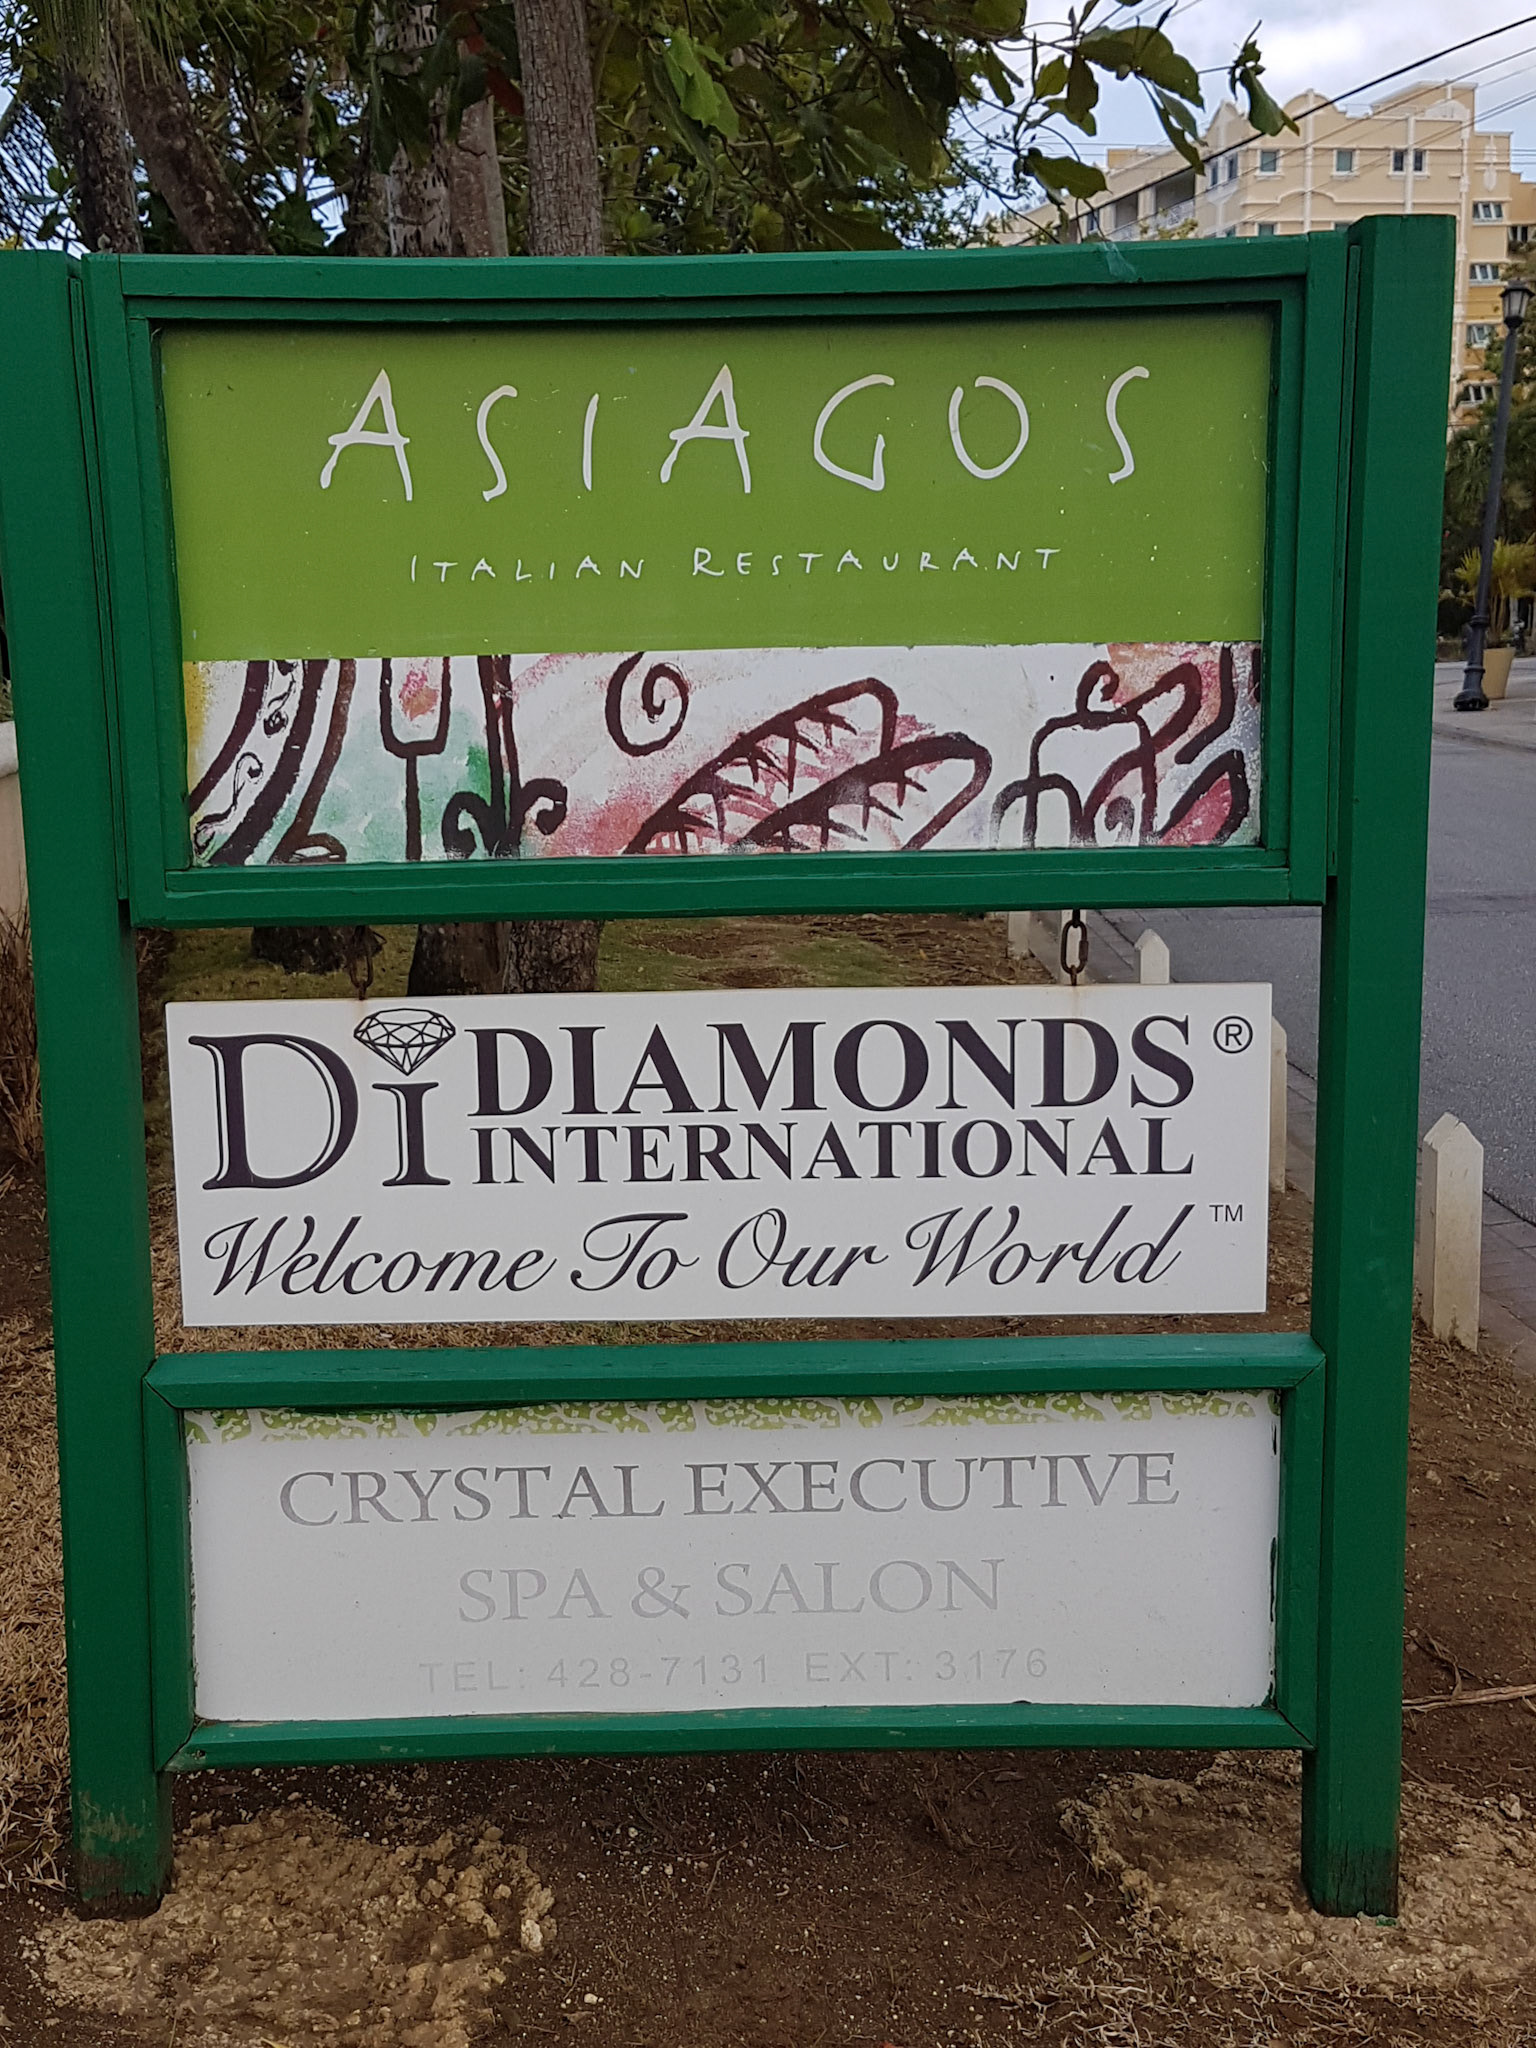 ASIAGOS
ITALIAN RESTAURANT
Di DIAMONDS®
INTERNATIONAL
Welcome To Our World™
CRYSTAL EXECUTIVE
SPA & SALON
TEL: 428-7131 EXT: 3176